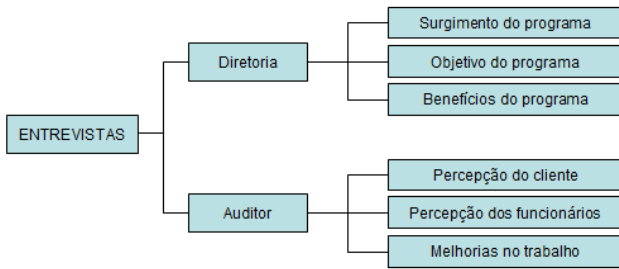 ENTREVISTAS
Diretoria
Surgimento do programa
Objetivo do programa
Benefícios do programa
Auditor
Percepção do cliente
Percepção dos funcionários
Melhorias no trabalho